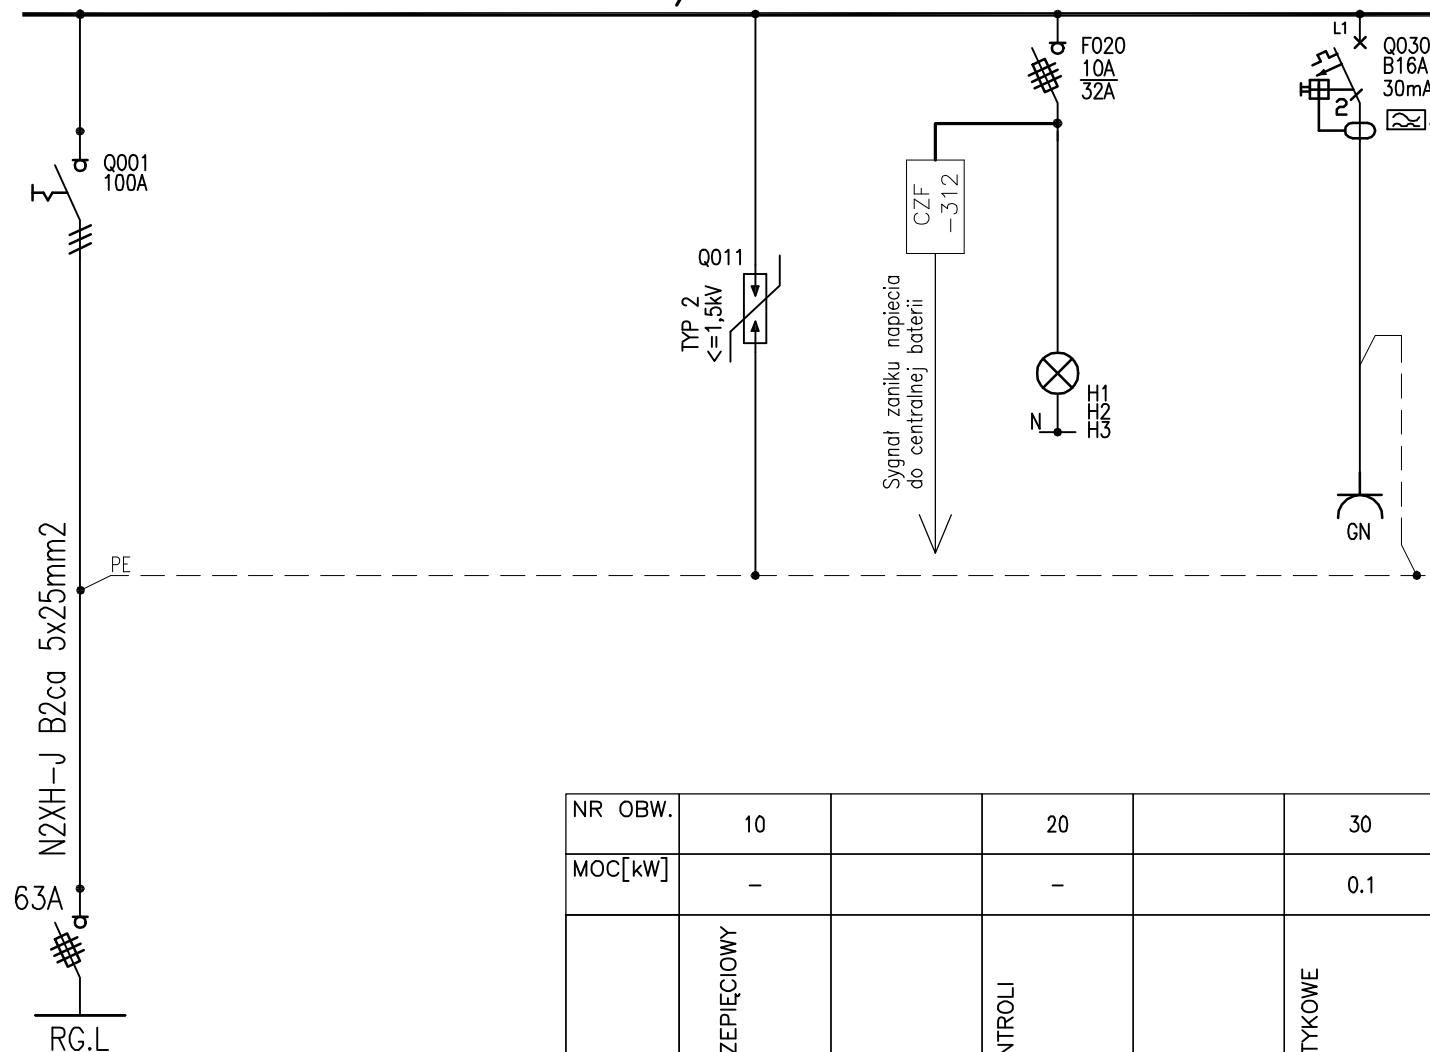 L1
F020
10A
32A
Q030
B16A
30mA
2
Q001
100A
CZF
-312
Q011
TYP 2
<=1,5kV
Sygnał zaniku napiecia
do centralnej baterii
H1
H2
H3
N
GN
PE
N2XH-J B2ca 5x25mm2
63A
RG.L
NR OBW. 10 20 30
MOC[kW] - - 0.1
ZEPIĘCIOWY
NTROLI
TYKOWE